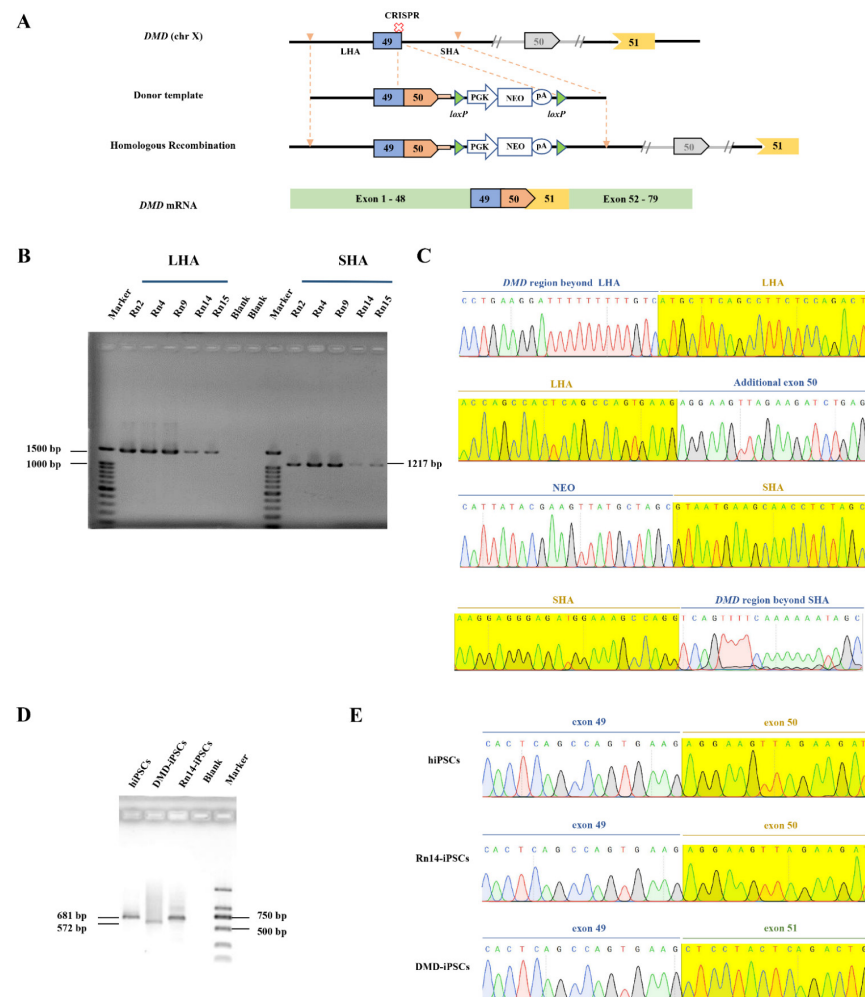 A
CRISPR
DMD (chr X)
49
50
51
LHA
SHA
Donor template
49
50
PGK
NEO
pA
loxP
loxP
Homologous Recombination
49
50
PGK
NEO
pA
50
51
DMD mRNA
Exon 1 - 48
49
50
51
Exon 52 - 79
B
LHA
SHA
Marker
Rn2
Rn4
Rn9
Rn14
Rn15
Blank
Blank
Marker
Rn2
Rn4
Rn9
Rn14
Rn15
1500 bp
1000 bp
1217 bp
C
DMD region beyond LHA
LHA
CCTGAAGGATTTTTTTTTGTCATGCTTCAGCCTTCTCCAGACT
LHA
Additional exon 50
ACCAGCCACTCAGCCAGTGAAGAGGAAGTTAGAAGATCTGAG
NEO
SHA
CATTATACGAAGTTATGCTAGCGTAATGAAGCAACCTCTAGC
SHA
DMD region beyond SHA
AAGGAGGGAGATGGAAAGCCAGGTCAGTTTTCAAAAAATAGC
D
hiPSCs
DMD-iPSCs
Rn14-iPSCs
Blank
Marker
681 bp
572 bp
750 bp
500 bp
E
exon 49
exon 50
hiPSCs
CACTCAGCCAGTGAAGAGGAAGTTAGAAGAT
exon 49
exon 50
Rn14-iPSCs
CACTCAGCCAGTGAAGAGGAAGTTAGAAGAT
exon 49
exon 51
DMD-iPSCs
CACTCAGCCAGTGAAGCTCCTACTCAGACTG